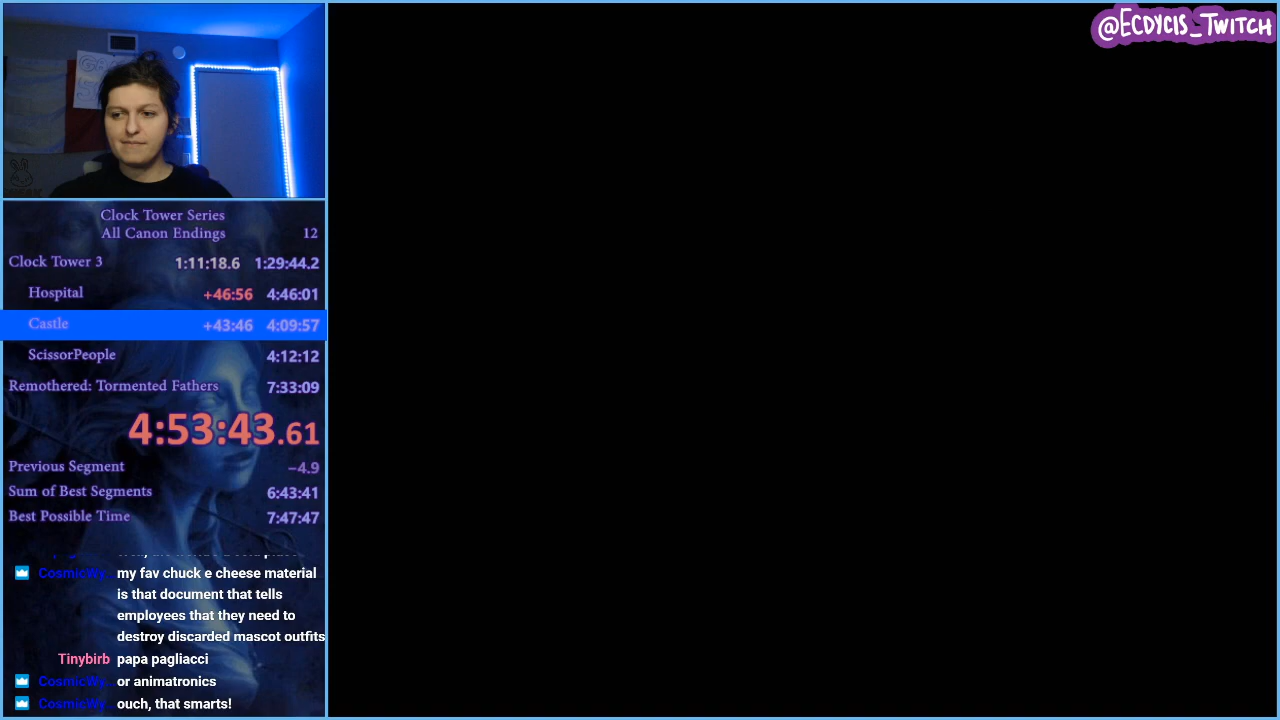 @ECDYCIS_TWITCH
Clock Tower Series
All Canon Endings 12
Clock Tower 3 1:11:18.6 1:29:44.2
Hospital +46:56 4:46:01
Castle +43:46 4:09:57
ScissorPeople 4:12:12
Remothered: Tormented Fathers 7:33:09
4:53:43.61
Previous Segment −4.9
Sum of Best Segments 6:43:41
Best Possible Time 7:47:47
CosmicWy... my fav chuck e cheese material
is that document that tells
employees that they need to
destroy discarded mascot outfits
Tinybirb papa pagliacci
CosmicWy... or animatronics
CosmicWy... ouch, that smarts!